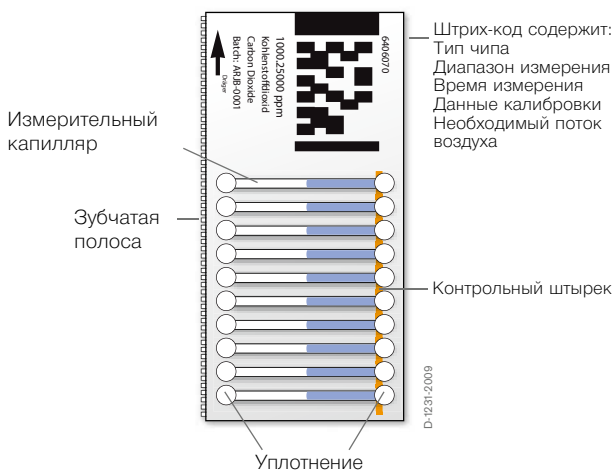 Штрих-код содержит:
Тип чипа
Диапазон измерения
Время измерения
Данные калибровки
Необходимый поток
воздуха
6406070
1000.25000 ppm
Kohlenstoffdioxid
Carbon Dioxide
Batch: ARJB-0001
Dräger
Измерительный
капилляр
Зубчатая
полоса
Контрольный штырек
D-1231-2009
Уплотнение